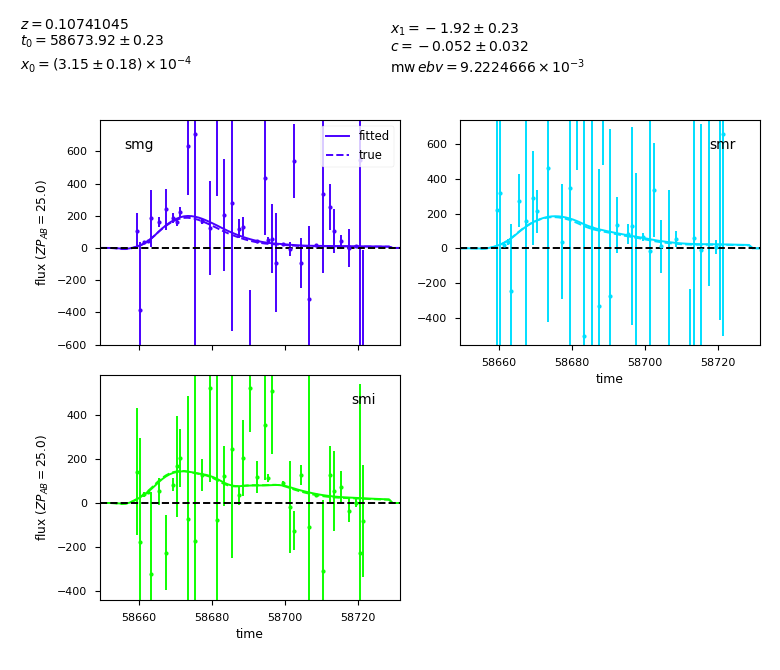 z = 0.10741045
t₀ = 58673.92 ± 0.23
x₀ = (3.15 ± 0.18) × 10⁻⁴
x₁ = −1.92 ± 0.23
c = −0.052 ± 0.032
mw ebv = 9.2224666 × 10⁻³
smg
fitted
true
600
400
200
0
−200
−400
−600
flux (ZP_AB = 25.0)
smr
600
400
200
0
−200
−400
58660 58680 58700 58720
time
smi
400
200
0
−200
−400
flux (ZP_AB = 25.0)
58660 58680 58700 58720
time